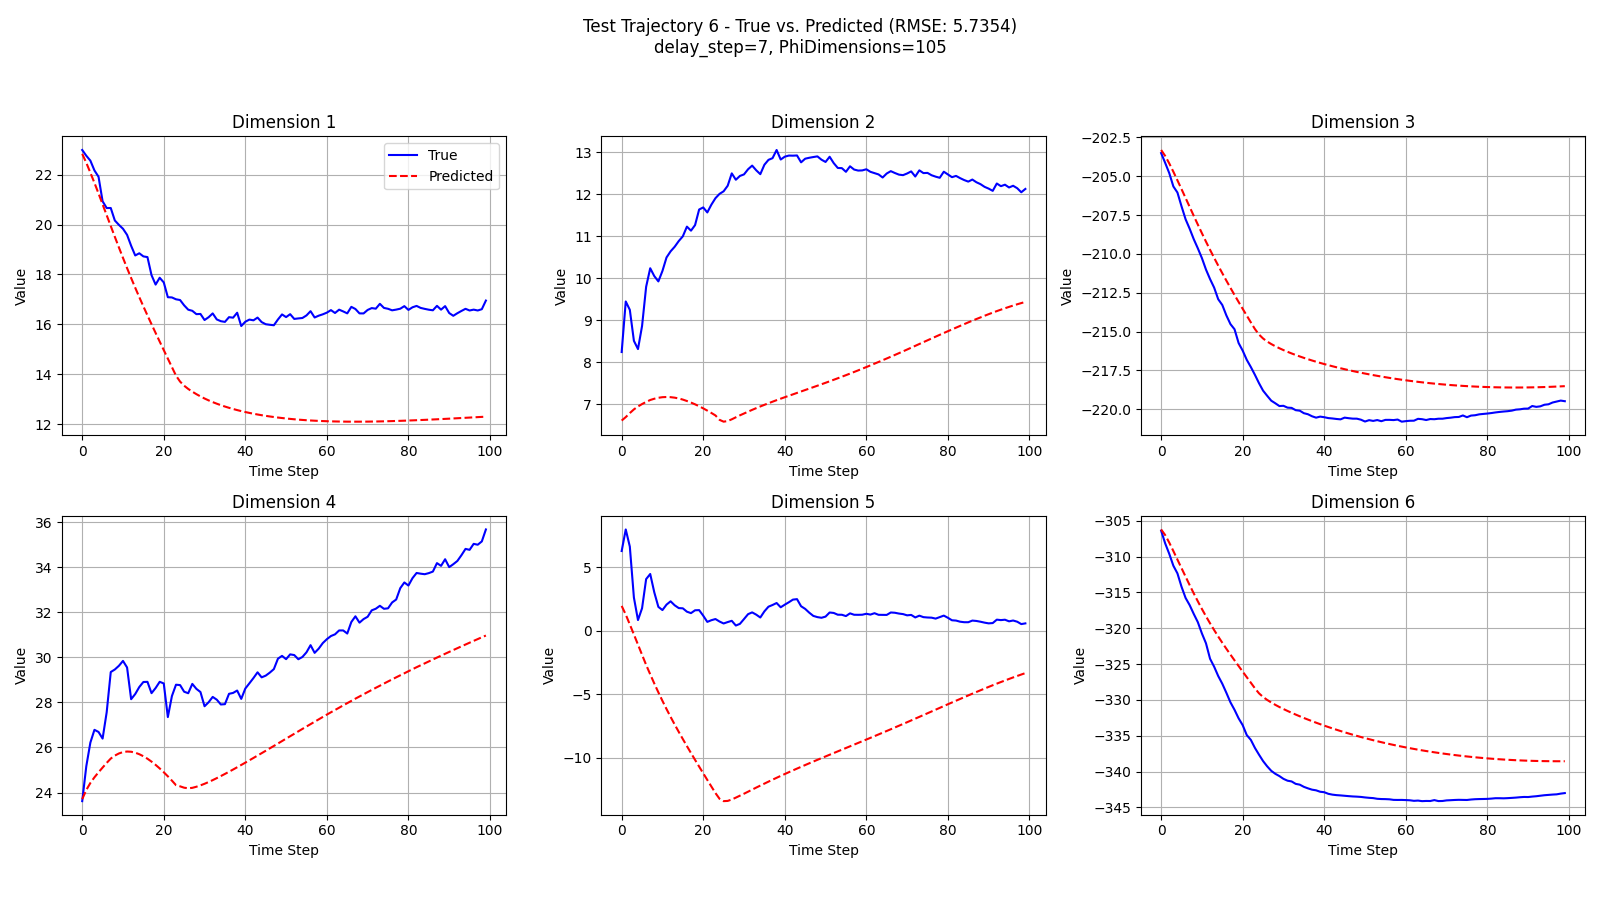 Test Trajectory 6 - True vs. Predicted (RMSE: 5.7354)
delay_step=7, PhiDimensions=105
Dimension 1
True
Predicted
22
20
18
16
14
12
Value
0 20 40 60 80 100
Time Step
Dimension 2
13
12
11
10
9
8
7
Value
0 20 40 60 80 100
Time Step
Dimension 3
−202.5
−205.0
−207.5
−210.0
−212.5
−215.0
−217.5
−220.0
Value
0 20 40 60 80 100
Time Step
Dimension 4
36
34
32
30
28
26
24
Value
0 20 40 60 80 100
Time Step
Dimension 5
5
0
−5
−10
Value
0 20 40 60 80 100
Time Step
Dimension 6
−305
−310
−315
−320
−325
−330
−335
−340
−345
Value
0 20 40 60 80 100
Time Step